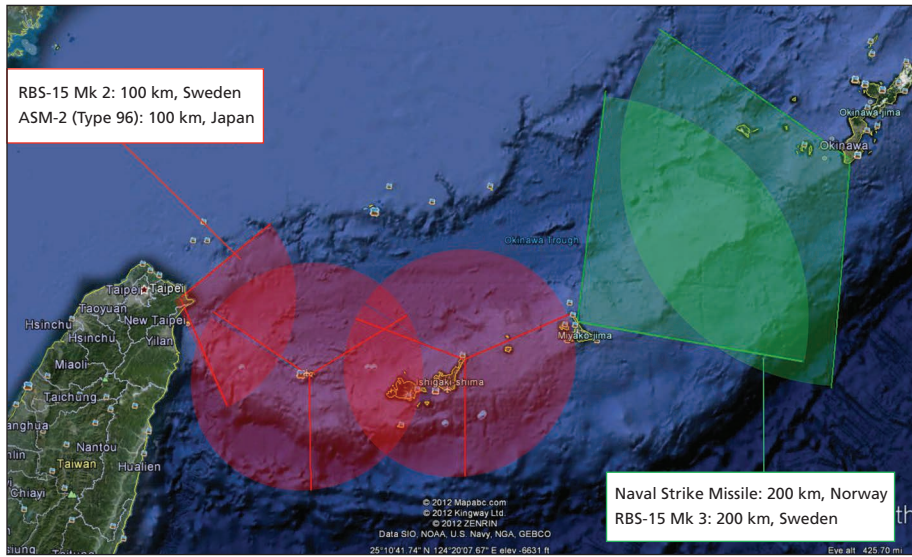 RBS-15 Mk 2: 100 km, Sweden
ASM-2 (Type 96): 100 km, Japan
Okinawa-jima
Okinawa
Okinawa Trough
Taipei Taipei
Taoyuan
New Taipei
Hsinchu
Hsinchu
Yilan
Miyako-jima
Miaoli
Ishigaki-shima
Taichung
Nantou
Hualien
Taiwan
Chiayi
Naval Strike Missile: 200 km, Norway
RBS-15 Mk 3: 200 km, Sweden
© 2012 Mapabc.com
© 2012 Kingway Ltd.
© 2012 ZENRIN
Data SIO, NOAA, U.S. Navy, NGA, GEBCO
25°10'41.74" N 124°20'07.67" E elev -6631 ft
Eye alt 425.70 mi